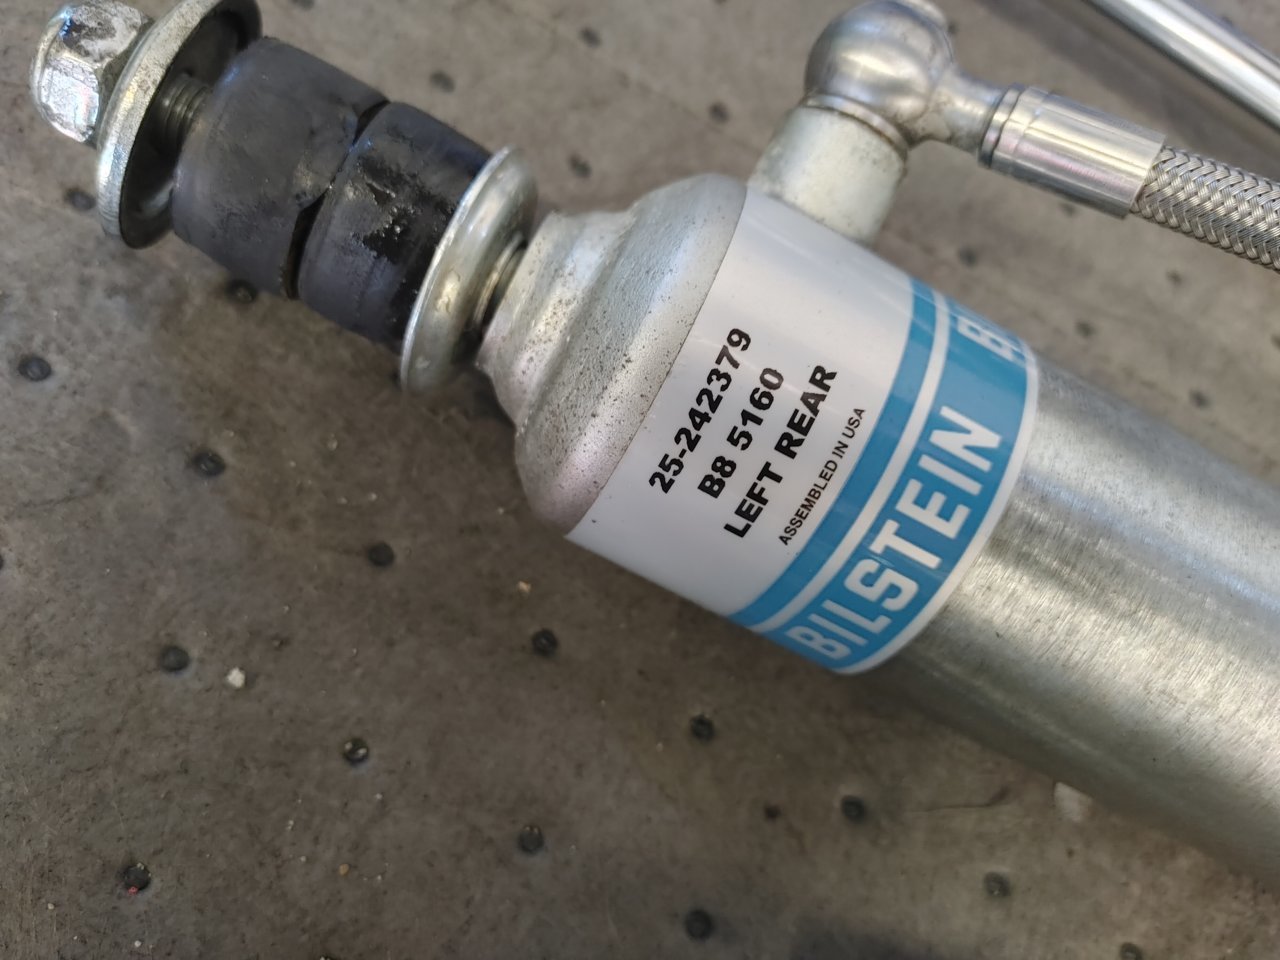 25-242379
B8 5160
LEFT REAR
ASSEMBLED IN USA
BILSTEIN